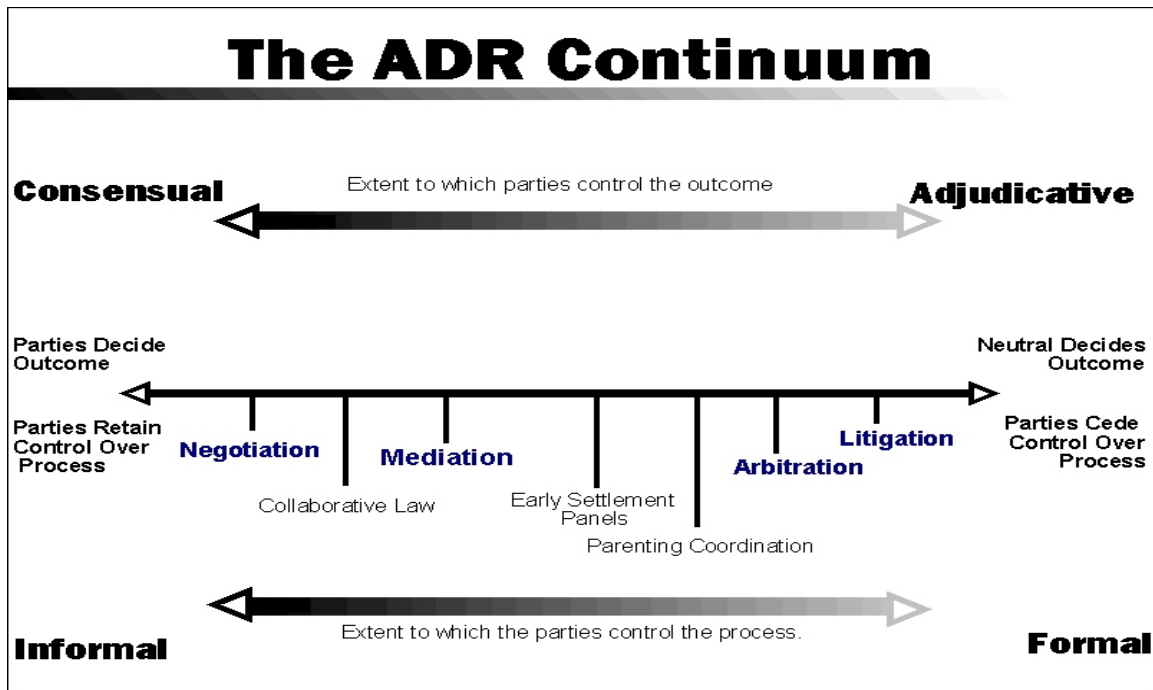 The ADR Continuum
Consensual
Extent to which parties control the outcome
Adjudicative
Parties Decide
Outcome
Neutral Decides
Outcome
Parties Retain
Control Over
Process
Negotiation
Mediation
Arbitration
Litigation
Parties Cede
Control Over
Process
Collaborative Law
Early Settlement
Panels
Parenting Coordination
Extent to which the parties control the process.
Informal
Formal